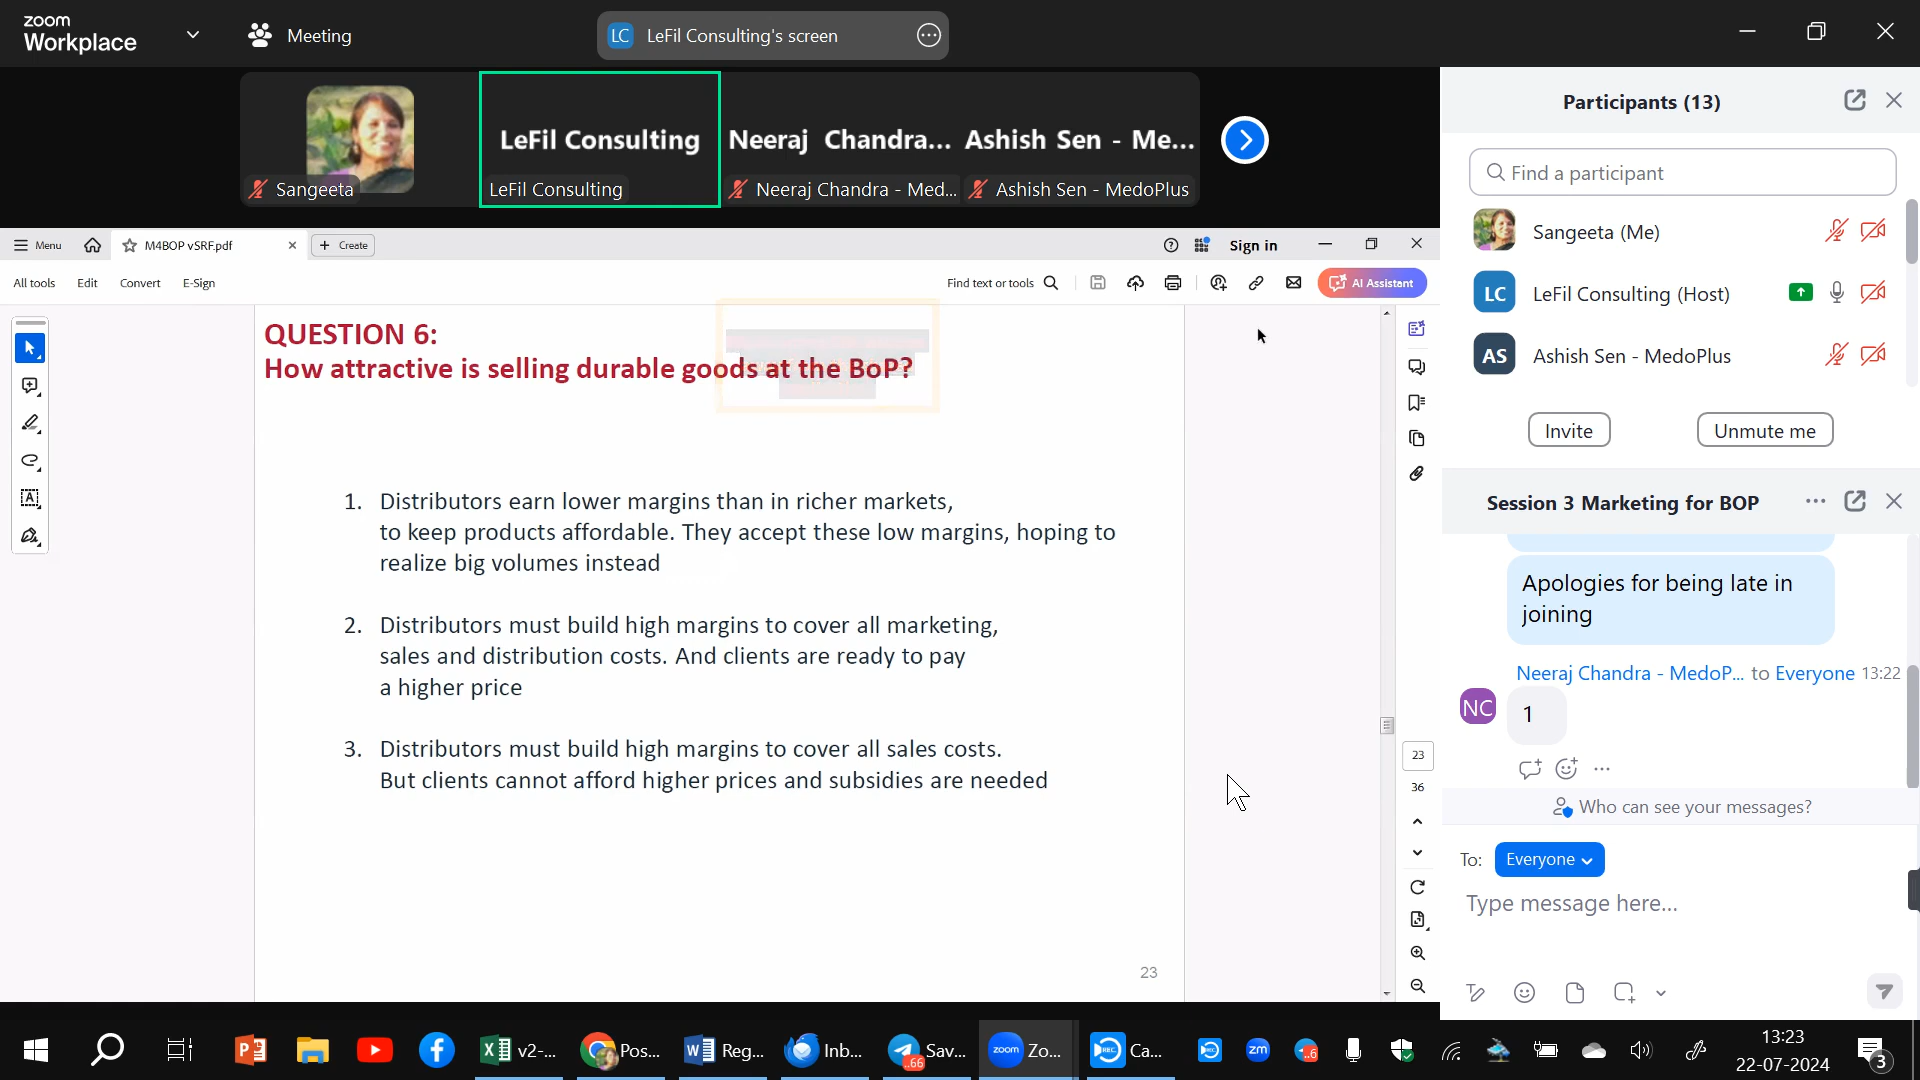 zoom
Workplace
Meeting
LC LeFil Consulting's screen
LeFil Consulting
Neeraj Chandra...
Ashish Sen - Me...
Sangeeta
LeFil Consulting
Neeraj Chandra - Med...
Ashish Sen - MedoPlus
Menu
M4BOP vSRF.pdf
Create
Sign in
All tools
Edit
Convert
E-Sign
Find text or tools
AI Assistant
QUESTION 6:
How attractive is selling durable goods at the BoP?
1. Distributors earn lower margins than in richer markets,
to keep products affordable. They accept these low margins, hoping to
realize big volumes instead
2. Distributors must build high margins to cover all marketing,
sales and distribution costs. And clients are ready to pay
a higher price
3. Distributors must build high margins to cover all sales costs.
But clients cannot afford higher prices and subsidies are needed
23
23
36
Participants (13)
Find a participant
Sangeeta (Me)
LC LeFil Consulting (Host)
AS Ashish Sen - MedoPlus
Invite
Unmute me
Session 3 Marketing for BOP
Apologies for being late in
joining
Neeraj Chandra - MedoP... to Everyone 13:22
NC
1
Who can see your messages?
To: Everyone
Type message here...
v2-...
Pos...
Reg...
Inb...
Sav...
66
zoom
Zo...
REC
Ca...
REC
zm
..6
13:23
22-07-2024
3